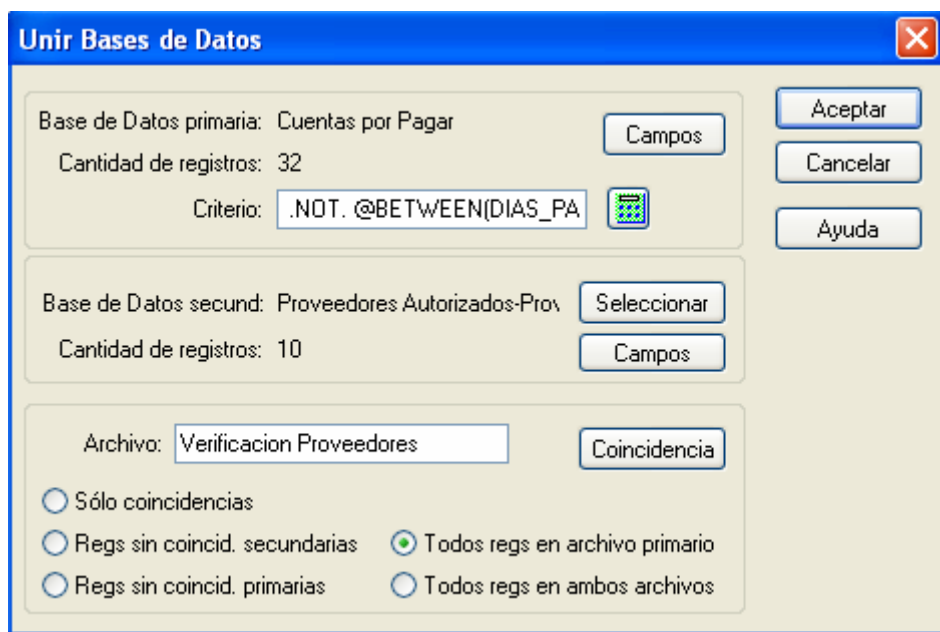 Unir Bases de Datos
Base de Datos primaria: Cuentas por Pagar
Campos
Cantidad de registros: 32
Criterio: .NOT. @BETWEEN(DIAS_PA
Aceptar
Cancelar
Ayuda
Base de Datos secund: Proveedores Autorizados-Prov
Seleccionar
Cantidad de registros: 10
Campos
Archivo: Verificacion Proveedores
Coincidencia
Sólo coincidencias
Regs sin coincid. secundarias
Todos regs en archivo primario
Regs sin coincid. primarias
Todos regs en ambos archivos